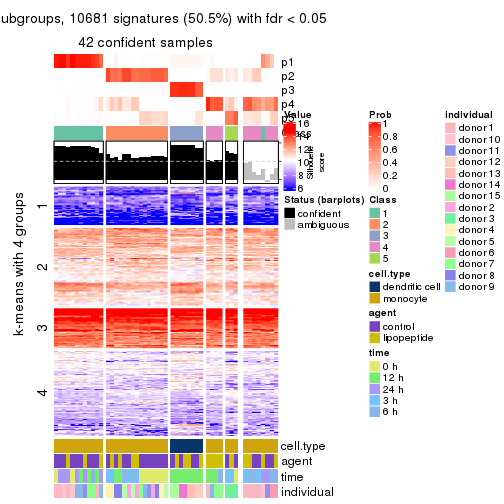 subgroups, 10681 signatures (50.5%) with fdr < 0.05
42 confident samples
p1
p2
p3
p4
Silhouette
score
k-means with 4 groups
1
2
3
4
cell.type
agent
time
individual
Value
16
14
12
10
8
6
Status (barplots)
confident
ambiguous
Prob
1
0.8
0.6
0.4
0.2
0
Class
1
2
3
4
5
cell.type
dendritic cell
monocyte
agent
control
lipopeptide
time
0 h
12 h
24 h
3 h
6 h
individual
donor 1
donor 10
donor 11
donor 12
donor 13
donor 14
donor 15
donor 2
donor 3
donor 4
donor 5
donor 6
donor 7
donor 8
donor 9